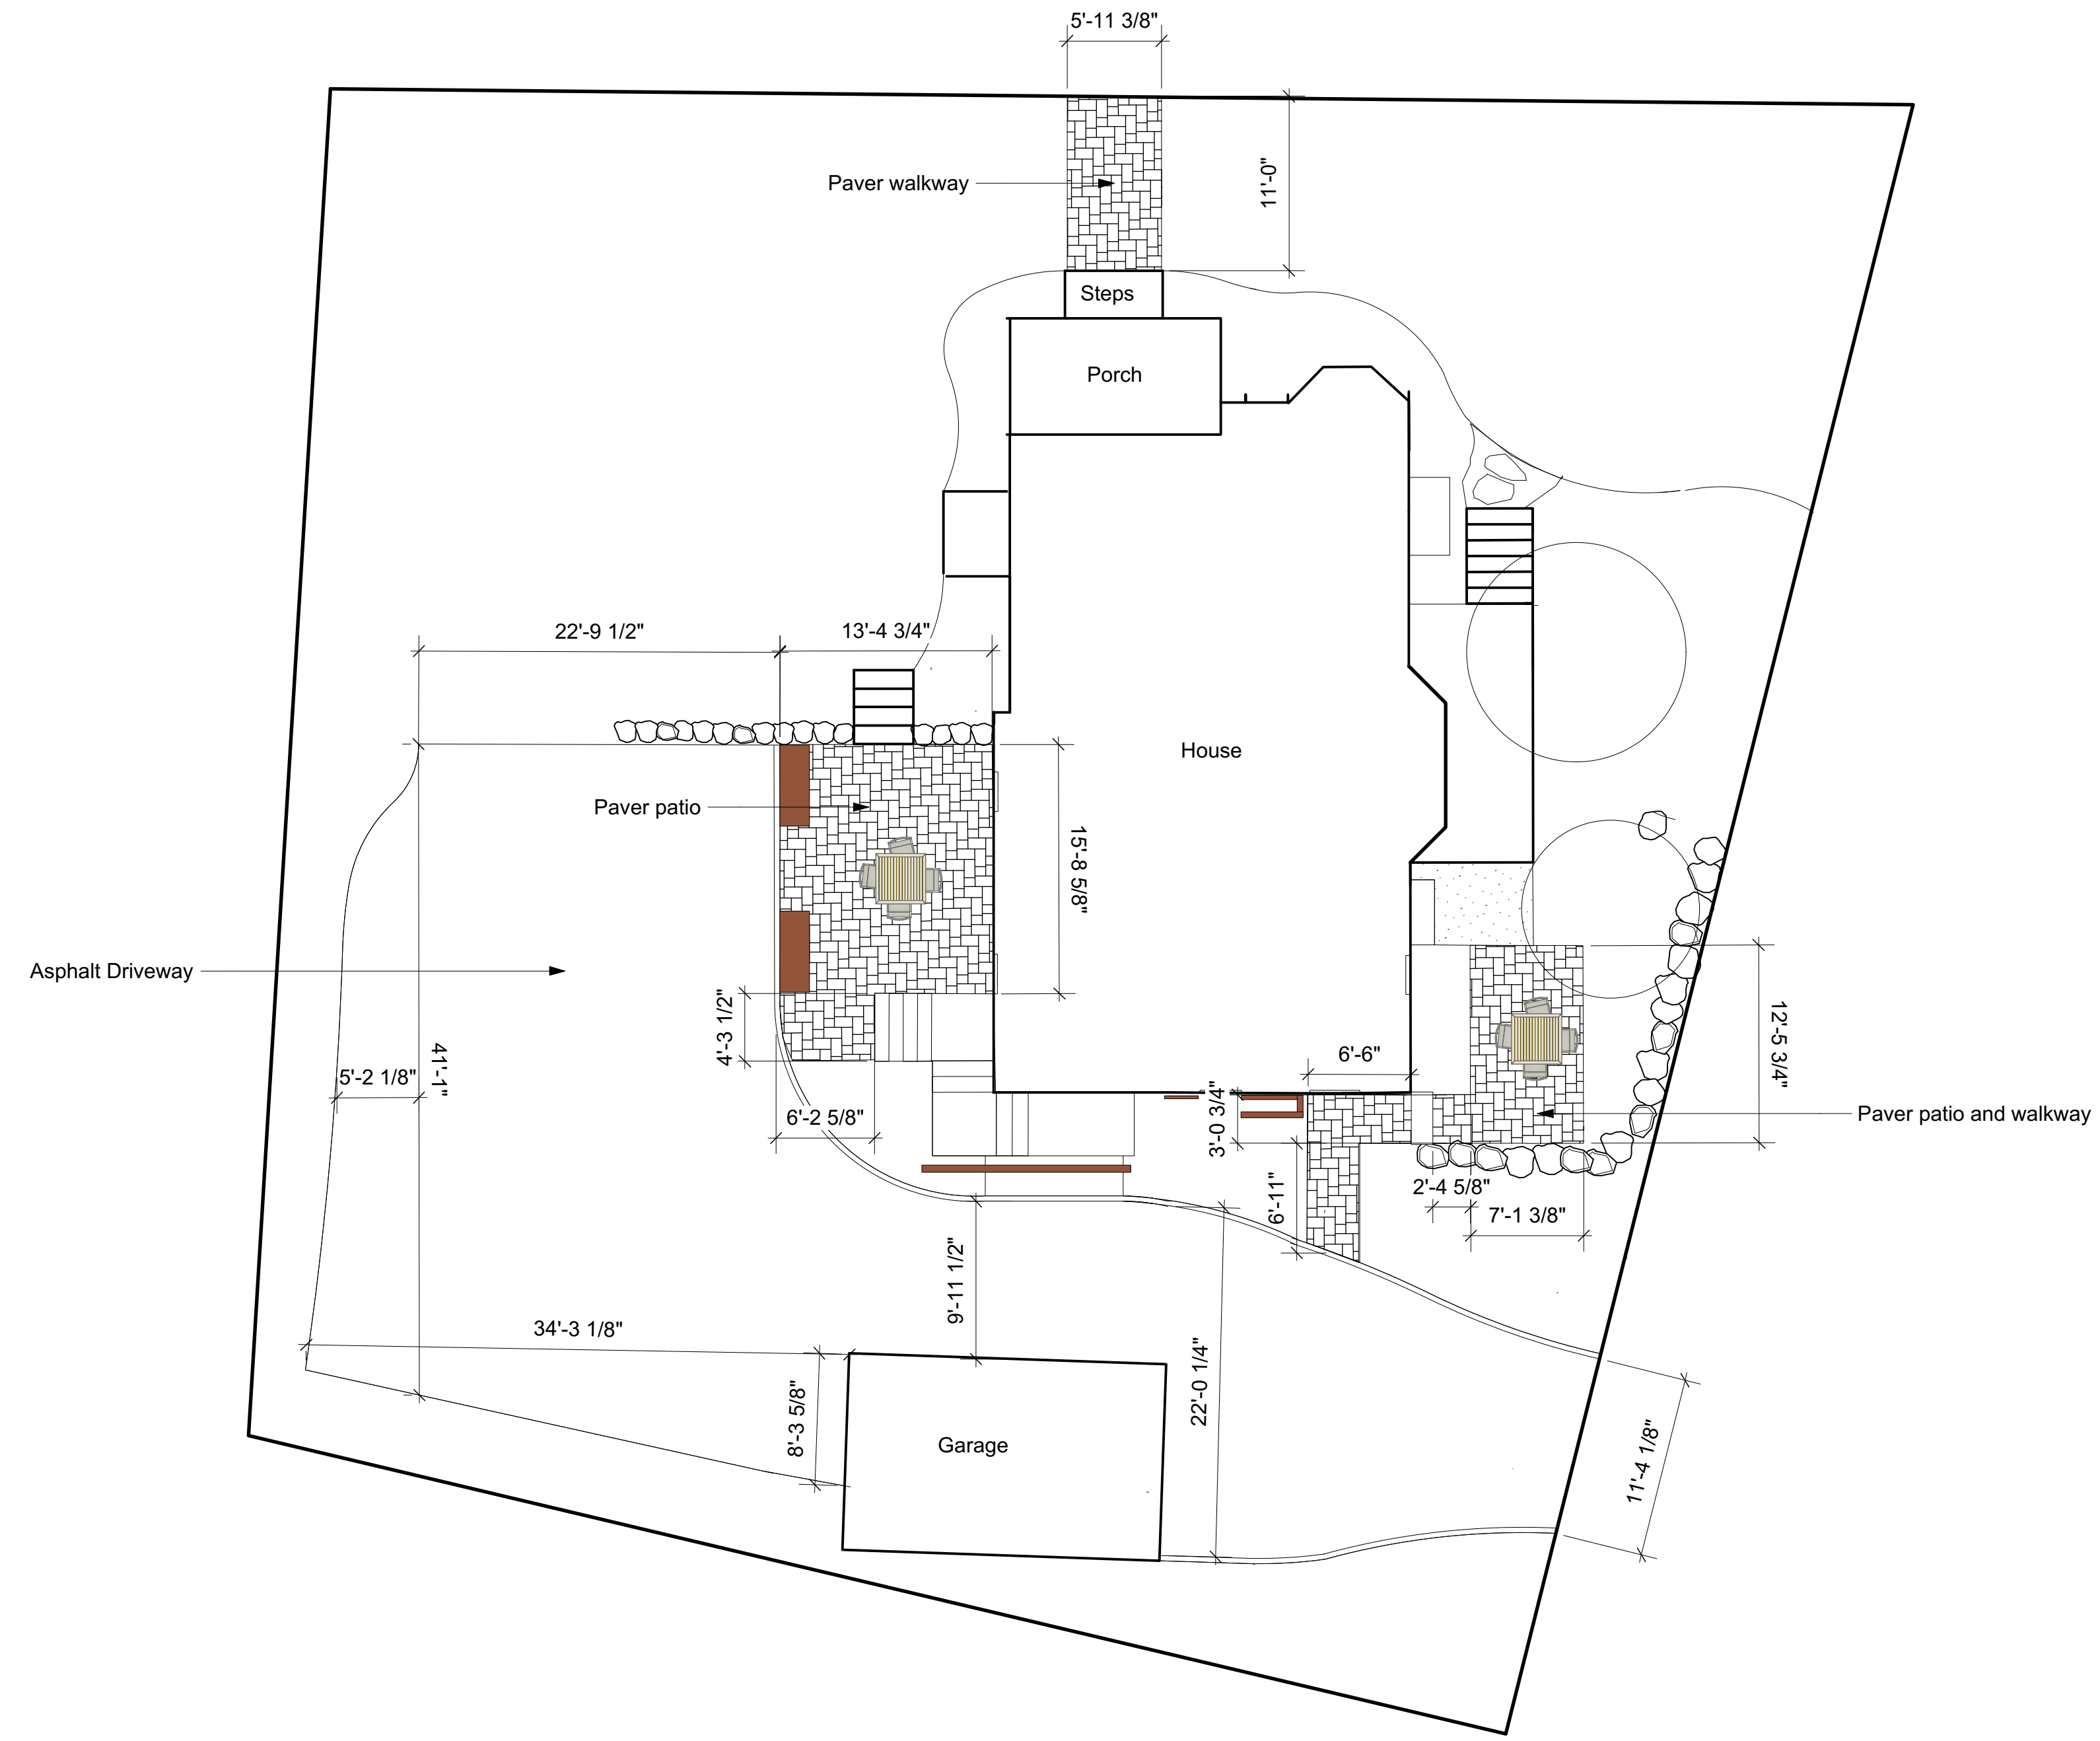 5'-11 3/8"
Paver walkway
11'-0"
Steps
Porch
22'-9 1/2"
13'-4 3/4"
House
Paver patio
15'-8 5/8"
Asphalt Driveway
4'-3 1/2"
12'-5 3/4"
41'-1"
6'-6"
5'-2 1/8"
6'-2 5/8"
3'-0 3/4"
Paver patio and walkway
2'-4 5/8"
6'-11"
7'-1 3/8"
9'-11 1/2"
34'-3 1/8"
22'-0 1/4"
8'-3 5/8"
Garage
11'-4 1/8"